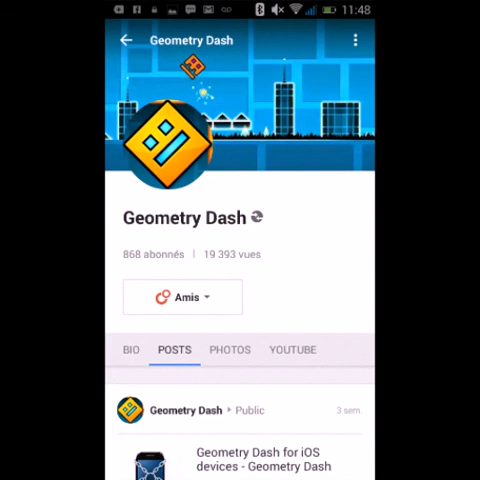 11:48
Geometry Dash
Geometry Dash
868 abonnés | 19 393 vues
Amis
BIO POSTS PHOTOS YOUTUBE
Geometry Dash Public 3 sem.
Geometry Dash for iOS
devices - Geometry Dash